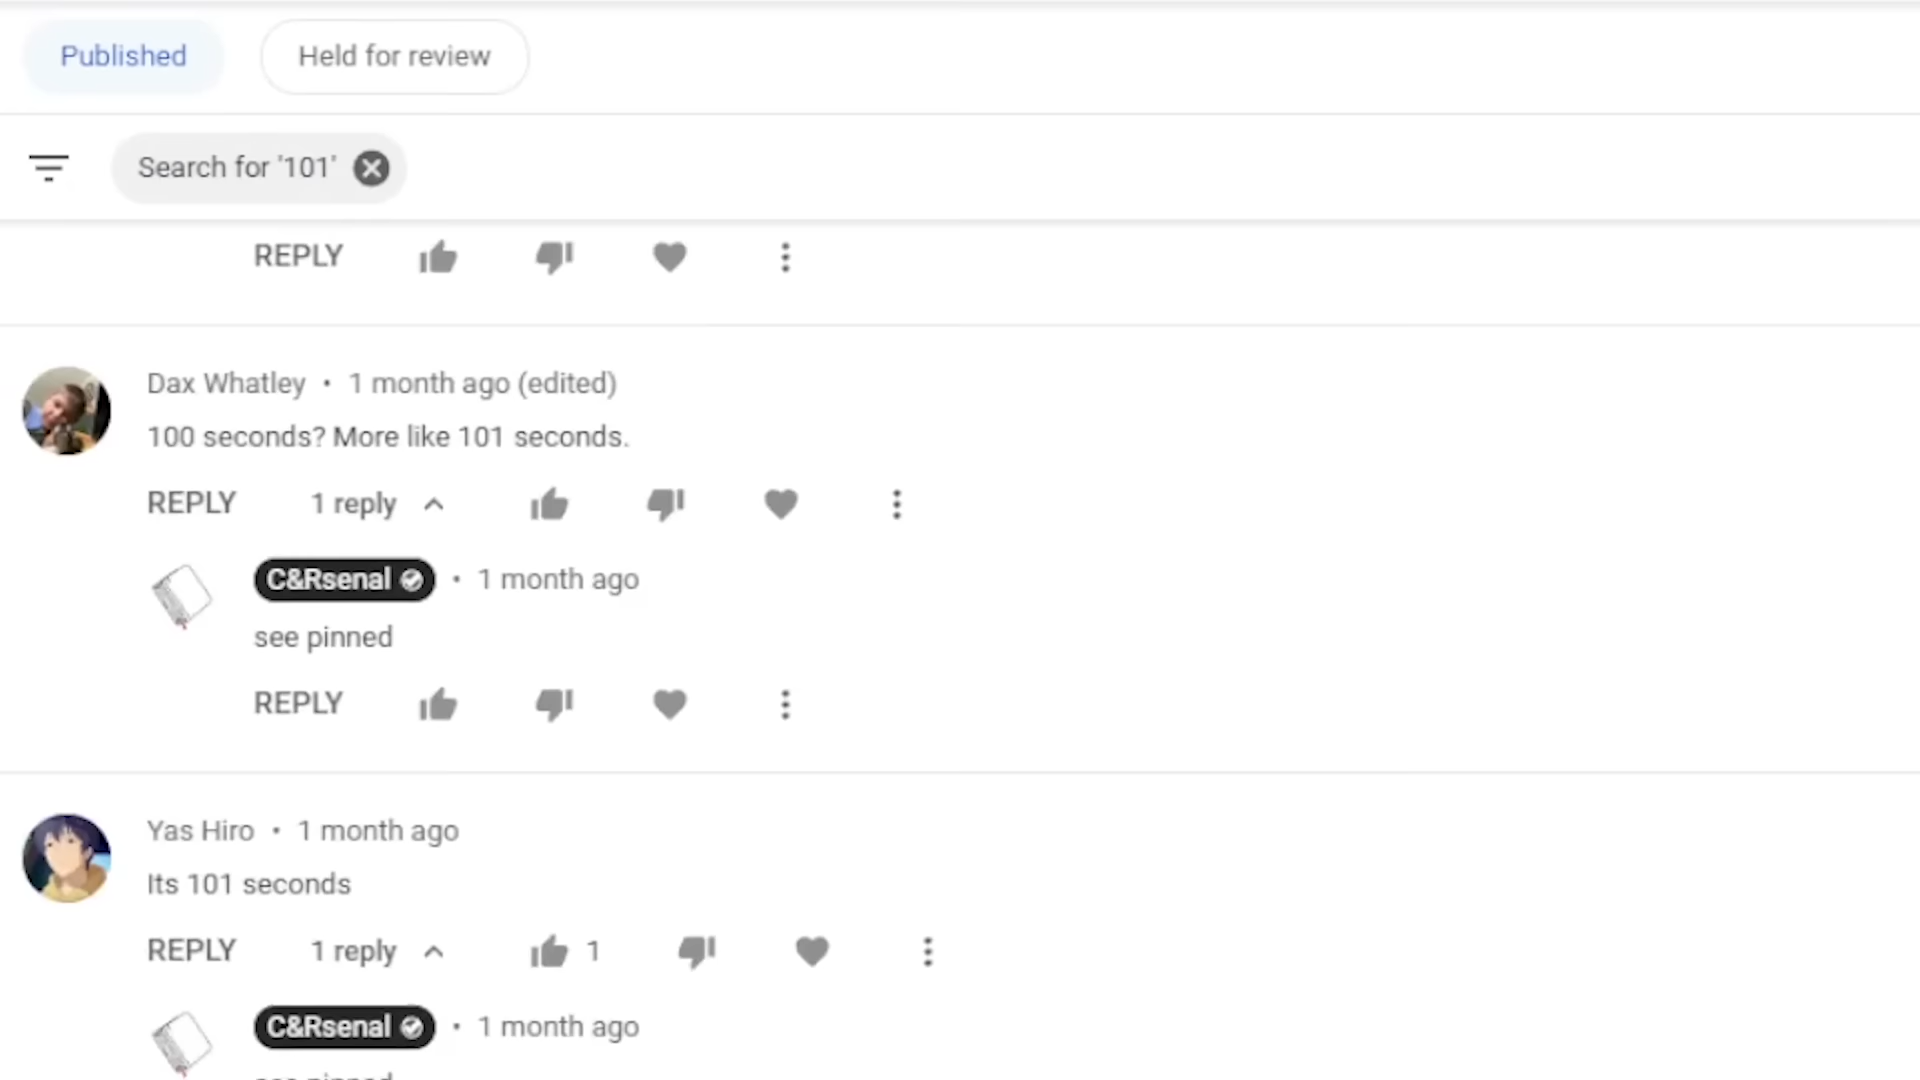 Published Held for review
Search for '101'
REPLY
Dax Whatley • 1 month ago (edited)
100 seconds? More like 101 seconds.
REPLY 1 reply
C&Rsenal • 1 month ago
see pinned
REPLY
Yas Hiro • 1 month ago
Its 101 seconds
REPLY 1 reply 1
C&Rsenal • 1 month ago